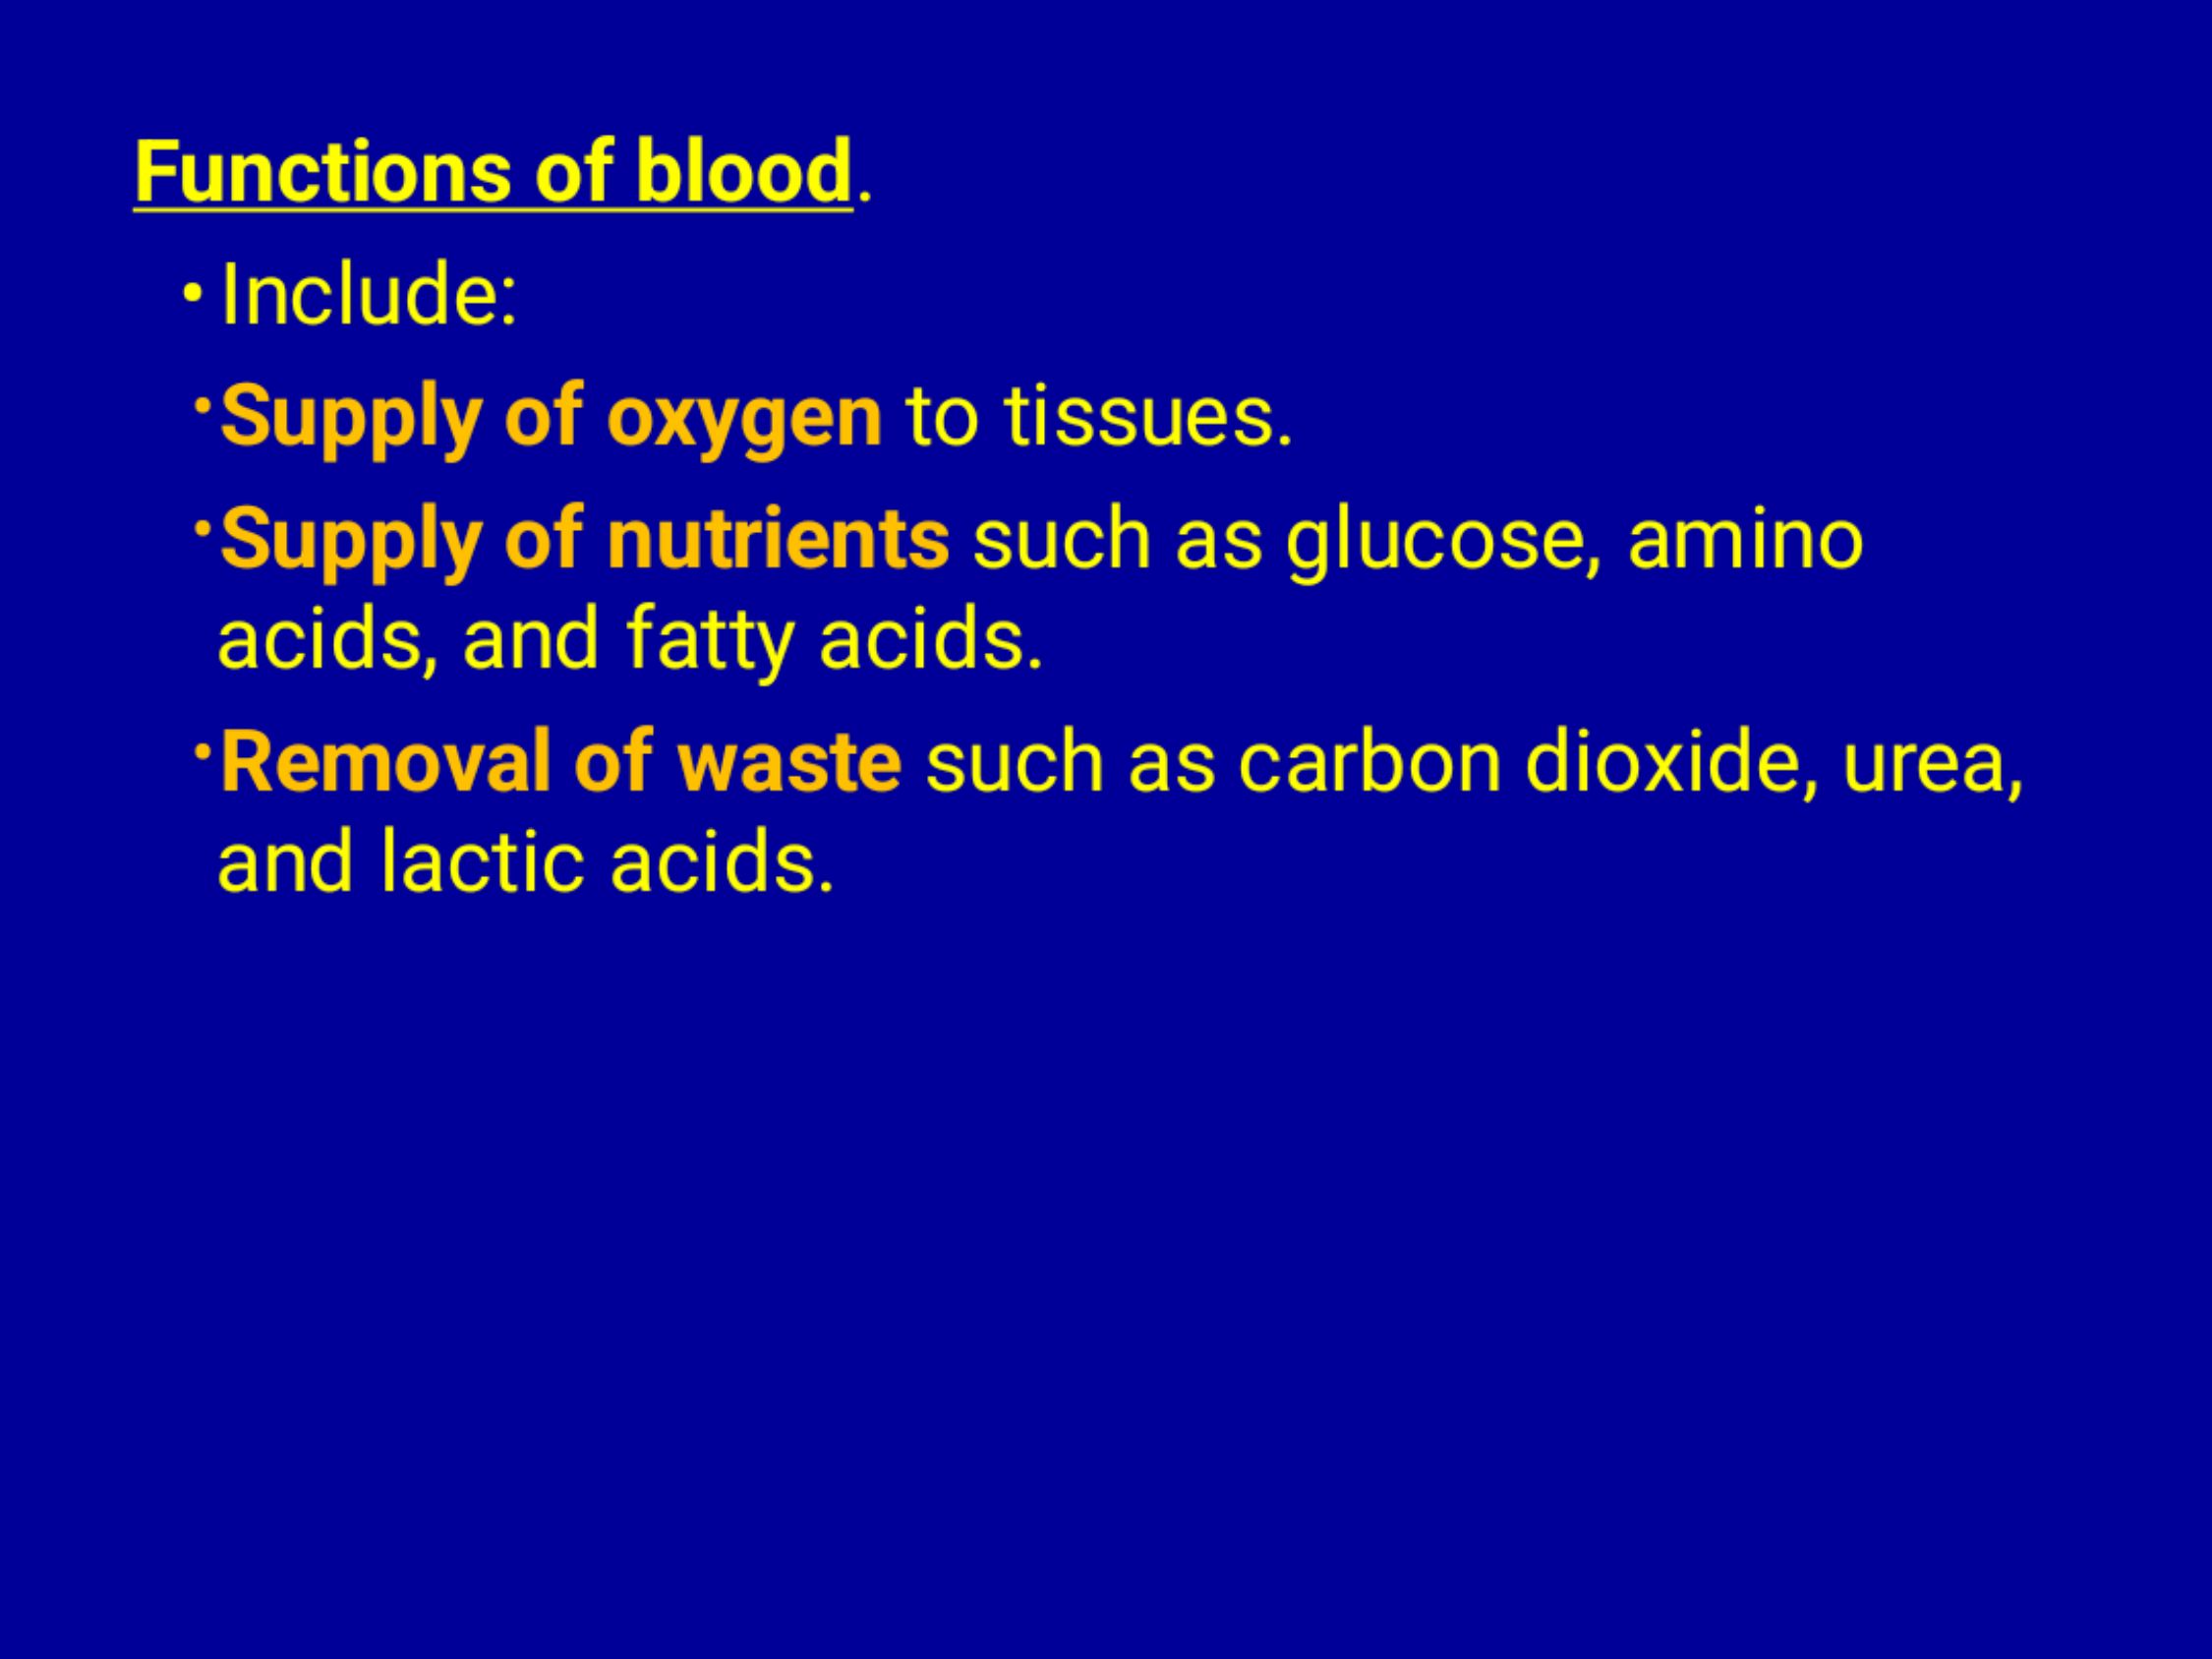 Functions of blood.
• Include:
•Supply of oxygen to tissues.
•Supply of nutrients such as glucose, amino
acids, and fatty acids.
•Removal of waste such as carbon dioxide, urea,
and lactic acids.